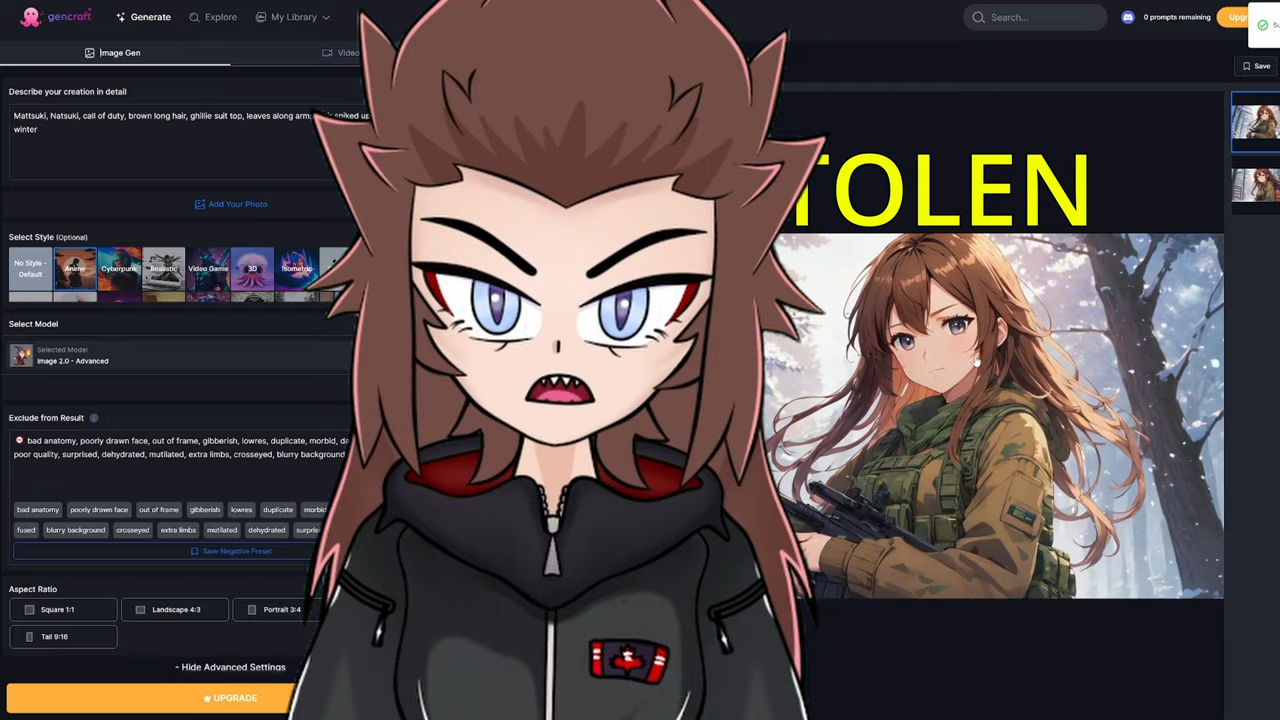 gencraft
Generate
Explore
My Library
Search...
0 prompts remaining
Image Gen
Video
Save
Describe your creation in detail
Mattsuki, Natsuki, call of duty, brown long hair, ghillie suit top, leaves along
spiked up
winter
TOLEN
Add Your Photo
Select Style (Optional)
No Style -
Default
Anime
Cyberpunk
Realistic
Video Game
3D
Isometric
Select Model
Selected Model
Image 2.0 - Advanced
Exclude from Result
bad anatomy, poorly drawn face, out of frame, gibberish, lowres, duplicate, morbid,
poor quality, surprised, dehydrated, mutilated, extra limbs, crosseyed, blurry background
bad anatomy
poorly drawn face
out of frame
gibberish
lowres
duplicate
fused
blurry background
crosseyed
extra limbs
mutilated
dehydrated
Save Negative Preset
Aspect Ratio
Square 1:1
Landscape 4:3
Portrait 3:4
Tall 9:16
- Hide Advanced Settings
UPGRADE